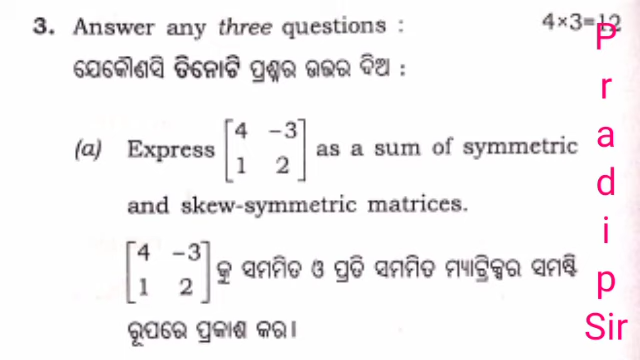 3. Answer any three questions : 4×3=12
ଯେକୌଣସି ତିନୋଟି ପ୍ରଶ୍ନର ଉତ୍ତର ଦିଅ :
(a) Express [4 -3
1 2] as a sum of symmetric
and skew-symmetric matrices.
[4 -3
1 2] କୁ ସମମିତ ଓ ପ୍ରତି ସମମିତ ମ୍ୟାଟ୍ରିକ୍ସର ସମଷ୍ଟି
ରୂପରେ ପ୍ରକାଶ କର।
Pradip
Sir